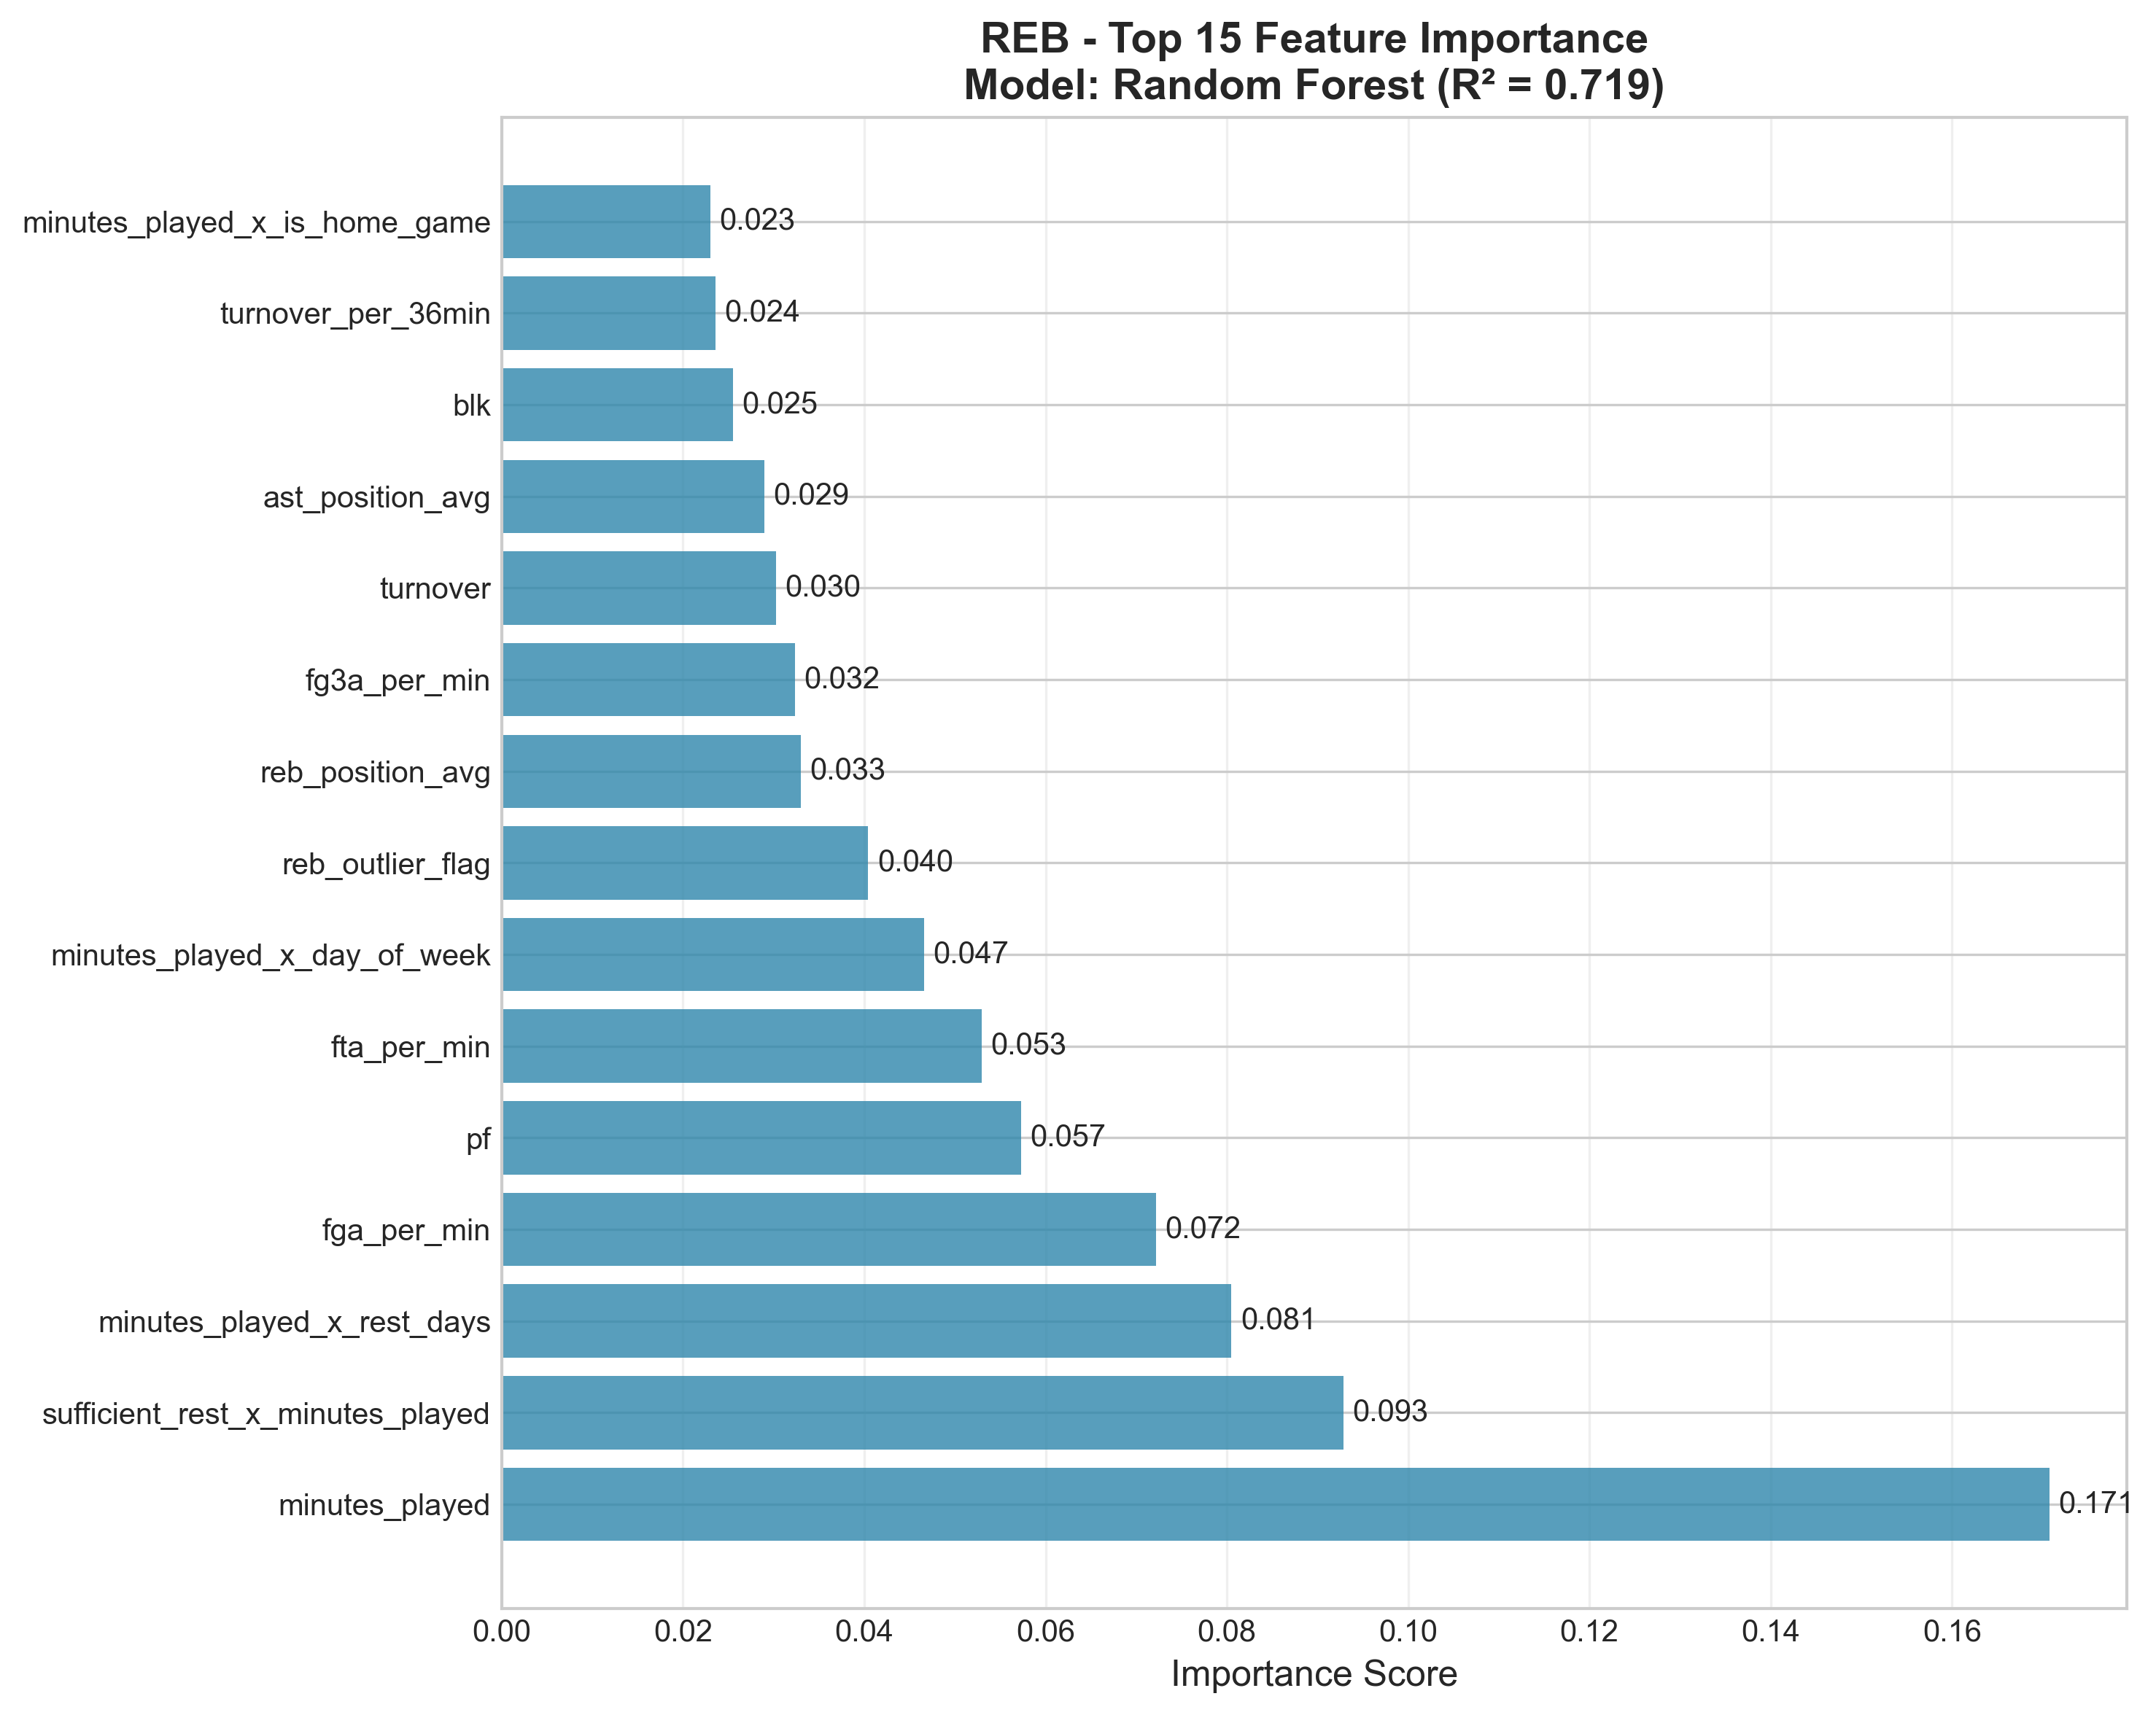 REB - Top 15 Feature Importance
Model: Random Forest (R² = 0.719)
minutes_played_x_is_home_game 0.023
turnover_per_36min 0.024
blk 0.025
ast_position_avg 0.029
turnover 0.030
fg3a_per_min 0.032
reb_position_avg 0.033
reb_outlier_flag 0.040
minutes_played_x_day_of_week 0.047
fta_per_min 0.053
pf 0.057
fga_per_min 0.072
minutes_played_x_rest_days 0.081
sufficient_rest_x_minutes_played 0.093
minutes_played 0.171
0.00 0.02 0.04 0.06 0.08 0.10 0.12 0.14 0.16
Importance Score